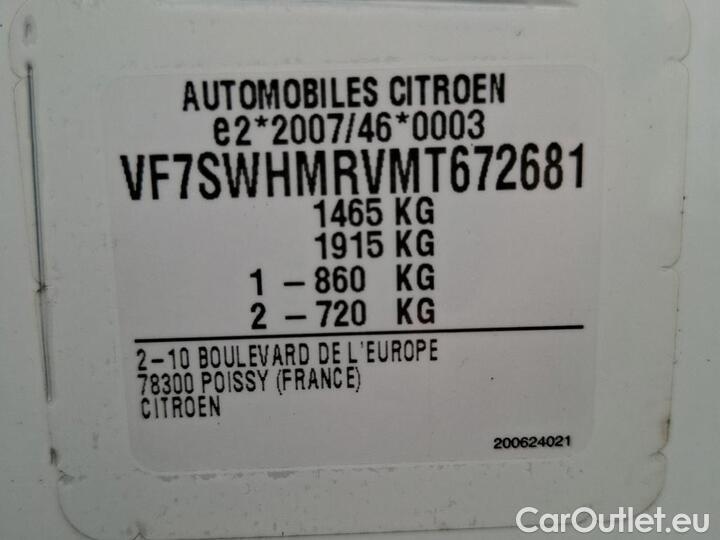 AUTOMOBILES CITROEN
e2*2007/46*0003
VF7SWHMRVMT672681
1465 KG
1915 KG
1 – 860 KG
2 – 720 KG
2–10 BOULEVARD DE L'EUROPE
78300 POISSY (FRANCE)
CITROEN
200624021
CarOutlet.eu